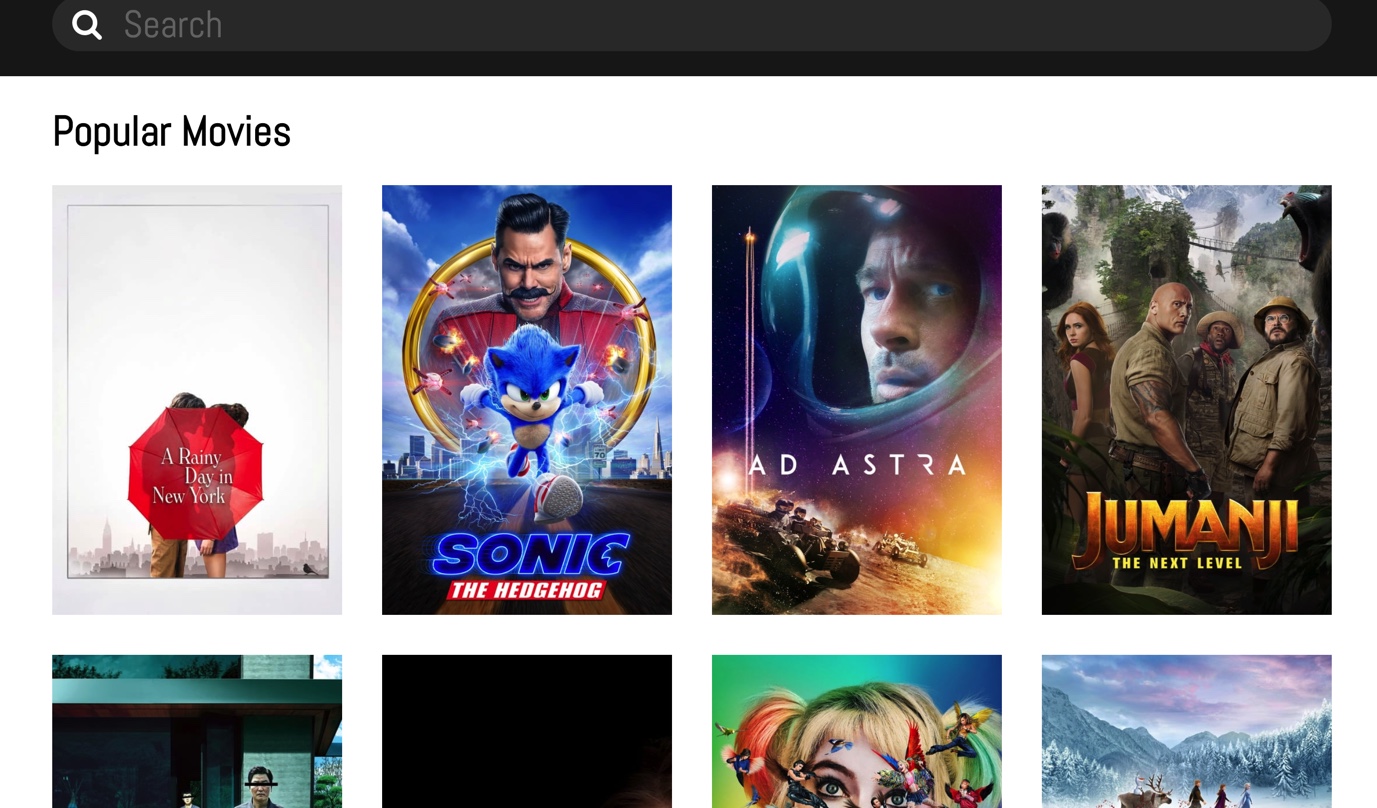 Search
Popular Movies
A Rainy
Day in
New York
70
SONIC
THE HEDGEHOG
AD ASTRA
JUMANJI
THE NEXT LEVEL